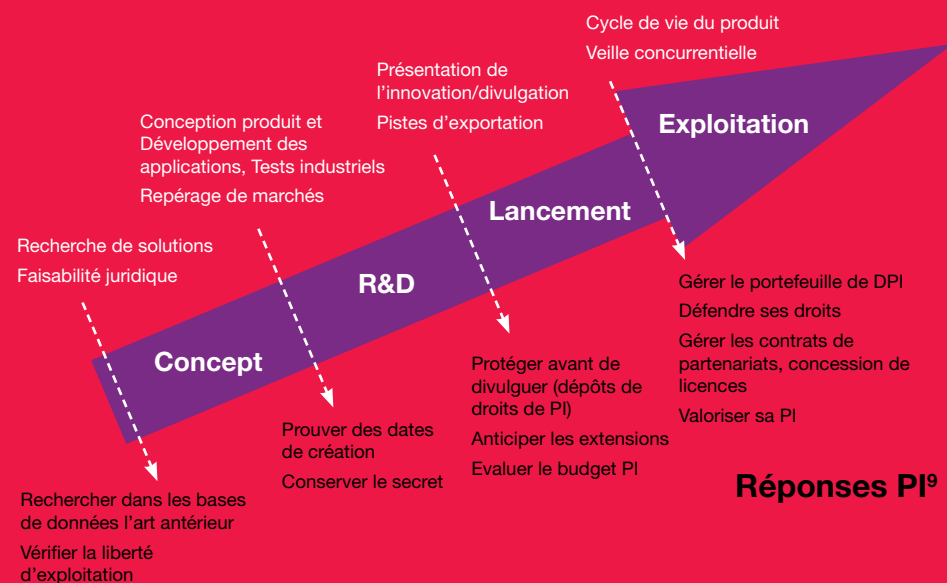 Cycle de vie du produit
Veille concurrentielle
Présentation de
l'innovation/divulgation
Pistes d'exportation
Conception produit et
Développement des
applications, Tests industriels
Repérage de marchés
Recherche de solutions
Faisabilité juridique
Exploitation
Lancement
R&D
Concept
Rechercher dans les bases
de données l'art antérieur
Vérifier la liberté
d'exploitation
Prouver des dates
de création
Conserver le secret
Protéger avant de
divulguer (dépôts de
droits de PI)
Anticiper les extensions
Evaluer le budget PI
Gérer le portefeuille de DPI
Défendre ses droits
Gérer les contrats de
partenariats, concession de
licences
Valoriser sa PI
Réponses PI⁹